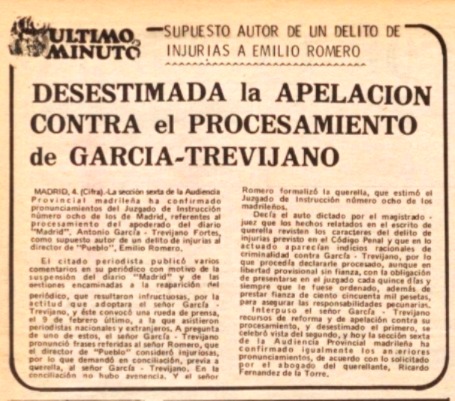 ULTIMO
MINUTO
SUPUESTO AUTOR DE UN DELITO DE
INJURIAS A EMILIO ROMERO
DESESTIMADA la APELACION
CONTRA el PROCESAMIENTO
de GARCIA-TREVIJANO
MADRID, 4. (Cifra).-La sección sexta de la Audiencia
Provincial madrileña ha confirmado
pronunciamientos del Juzgado de Instrucción
número ocho de los de Madrid, referentes al
procesamiento del apoderado del diario
"Madrid", Antonio García - Trevijano Fortes,
como supuesto autor de un delito de injurias al
director de "Pueblo", Emilio Romero.
El citado periodista publicó varios
comentarios en su periódico con motivo de la
suspensión del diario "Madrid" y de las
gestiones encaminadas a la reaparición del
periódico, que resultaron infructuosas, por la
actitud que adoptara el señor García -
Trevijano, y éste convocó una rueda de prensa,
el 9 de febrero último, a la que asistieron
periodistas nacionales y extranjeros. A pregunta
de uno de estos, el señor García - Trevijano
pronunció frases referidas al señor Romero, que
el director de "Pueblo" consideró injuriosas,
por lo que demandó en conciliación, previa a
querella, al señor García - Trevijano. En la
conciliación no hubo avenencia. Y el señor
Romero formalizó la querella, que estimó el
Juzgado de Instrucción número ocho de los
madrileños.
Decía el auto dictado por el magistrado -
juez que los hechos relatados en el escrito de
querella revisten los caracteres del delito de
injurias previsto en el Código Penal y que en lo
actuado aparecían indicios racionales de
criminalidad contra García - Trevijano, por lo
que procedía declararle procesado, aunque en
libertad provisional sin fianza, con la obligación
de presentarse en el juzgado cada quince días y
siempre que le fuese ordenado, además, de
prestar fianza de ciento cincuenta mil pesetas,
para asegurar las responsabilidades pecuniarias.
Interpuso el señor García - Trevijano
recursos de reforma y de apelación contra su
procesamiento, y desestimado el primero, se
celebró vista del segundo, y hoy la sección sexta
de la Audiencia Provincial madrileña ha
confirmado igualmente los anteriores
pronunciamientos, de acuerdo con lo solicitado
por el abogado del querellante, Ricardo
Fernández de la Torre.